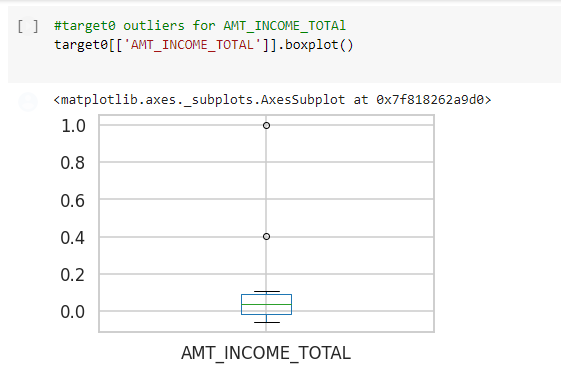 [ ] #target0 outliers for AMT_INCOME_TOTAl
target0[['AMT_INCOME_TOTAL']].boxplot()
<matplotlib.axes._subplots.AxesSubplot at 0x7f818262a9d0>
1.0
0.8
0.6
0.4
0.2
0.0
AMT_INCOME_TOTAL